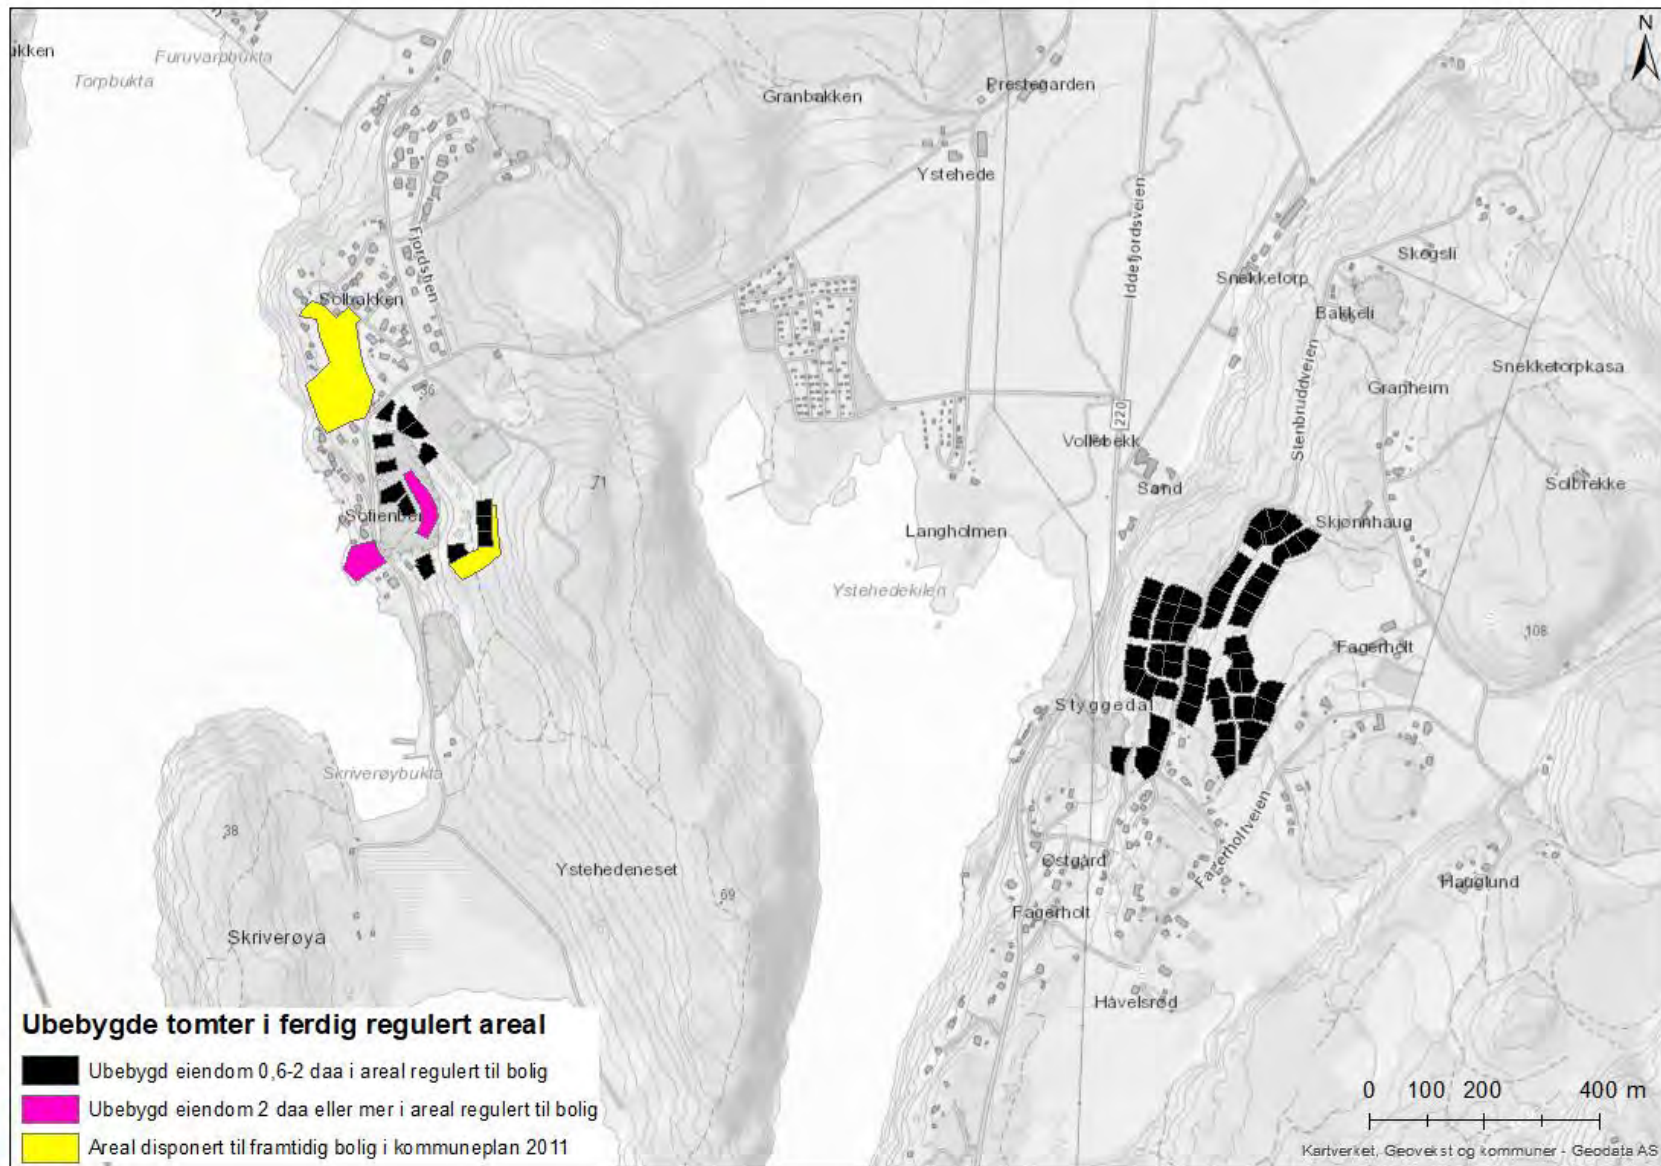 N
ikken
Furuvarpbukta
Torpbukta
Prestegarden
Granbakken
Ystehede
Iddefjordsveien
Fjordstien
Skogsli
Snekketorp
Solbakken
Bakkeli
Stenbruddveien
Snekketorpkasa
Granheim
36
220
Vollebekk
71
Solbrekke
Sand
Sofienber
Skjønnhaug
Langholmen
Ystehedekilen
108
Fagerholt
Styggedal
Skriverøybukta
38
Fagerholtveien
Østgård
Ystehedeneset
69
Hauglund
Fagerholt
Skriverøya
Håvelsrød
Ubebygde tomter i ferdig regulert areal
Ubebygd eiendom 0,6-2 daa i areal regulert til bolig
Ubebygd eiendom 2 daa eller mer i areal regulert til bolig
Areal disponert til framtidig bolig i kommuneplan 2011
0 100 200 400 m
Kartverket, Geovekst og kommuner - Geodata AS